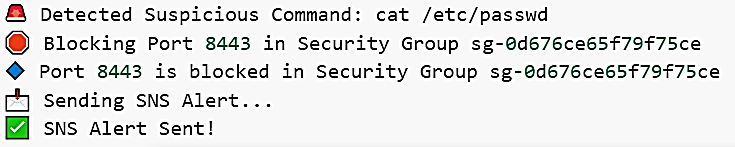 🚨 Detected Suspicious Command: cat /etc/passwd
🛑 Blocking Port 8443 in Security Group sg-0d676ce65f79f75ce
🔷 Port 8443 is blocked in Security Group sg-0d676ce65f79f75ce
📩 Sending SNS Alert...
✅ SNS Alert Sent!